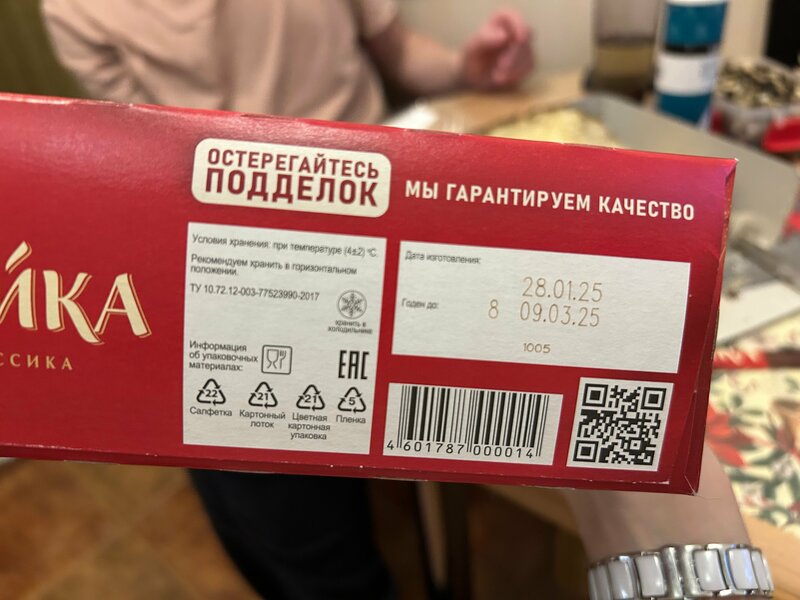 ОСТЕРЕГАЙТЕСЬ
ПОДДЕЛОК
МЫ ГАРАНТИРУЕМ КАЧЕСТВО
Условия хранения: при температуре (4±2) °С.
Рекомендуем хранить в горизонтальном
положении.
ТУ 10.72.12-003-77523990-2017
хранить в
холодильнике
Информация
об упаковочных
материалах:
EAC
22
21
21
5
Салфетка
Картонный
лоток
Цветная
картонная
упаковка
Пленка
Дата изготовления:
28.01.25
Годен до:
8 09.03.25
1005
4 601787 000014
ЙКА
ССИКА